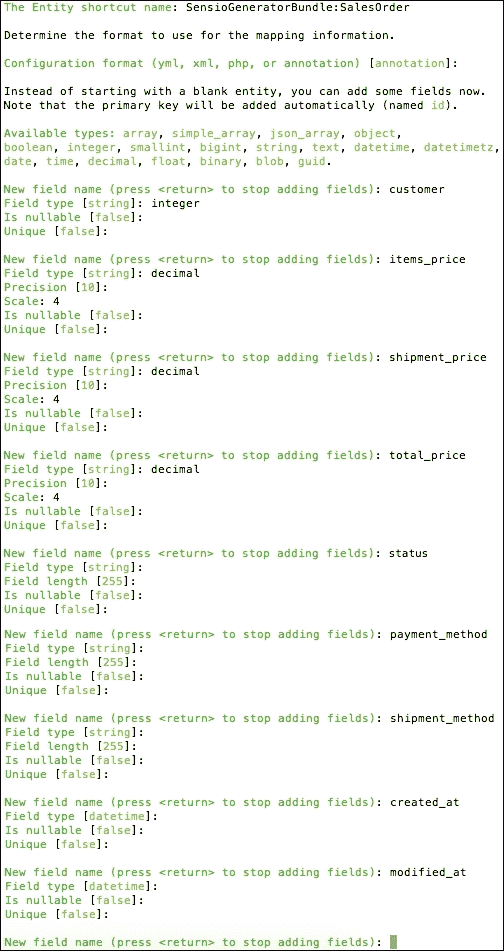 The Entity shortcut name: SensioGeneratorBundle:SalesOrder
Determine the format to use for the mapping information.
Configuration format (yml, xml, php, or annotation) [annotation]:
Instead of starting with a blank entity, you can add some fields now.
Note that the primary key will be added automatically (named id).
Available types: array, simple_array, json_array, object,
boolean, integer, smallint, bigint, string, text, datetime, datetimetz,
date, time, decimal, float, binary, blob, guid.
New field name (press <return> to stop adding fields): customer
Field type [string]: integer
Is nullable [false]:
Unique [false]:
New field name (press <return> to stop adding fields): items_price
Field type [string]: decimal
Precision [10]:
Scale: 4
Is nullable [false]:
Unique [false]:
New field name (press <return> to stop adding fields): shipment_price
Field type [string]: decimal
Precision [10]:
Scale: 4
Is nullable [false]:
Unique [false]:
New field name (press <return> to stop adding fields): total_price
Field type [string]: decimal
Precision [10]:
Scale: 4
Is nullable [false]:
Unique [false]:
New field name (press <return> to stop adding fields): status
Field type [string]:
Field length [255]:
Is nullable [false]:
Unique [false]:
New field name (press <return> to stop adding fields): payment_method
Field type [string]:
Field length [255]:
Is nullable [false]:
Unique [false]:
New field name (press <return> to stop adding fields): shipment_method
Field type [string]:
Field length [255]:
Is nullable [false]:
Unique [false]:
New field name (press <return> to stop adding fields): created_at
Field type [datetime]:
Is nullable [false]:
Unique [false]:
New field name (press <return> to stop adding fields): modified_at
Field type [datetime]:
Is nullable [false]:
Unique [false]:
New field name (press <return> to stop adding fields):